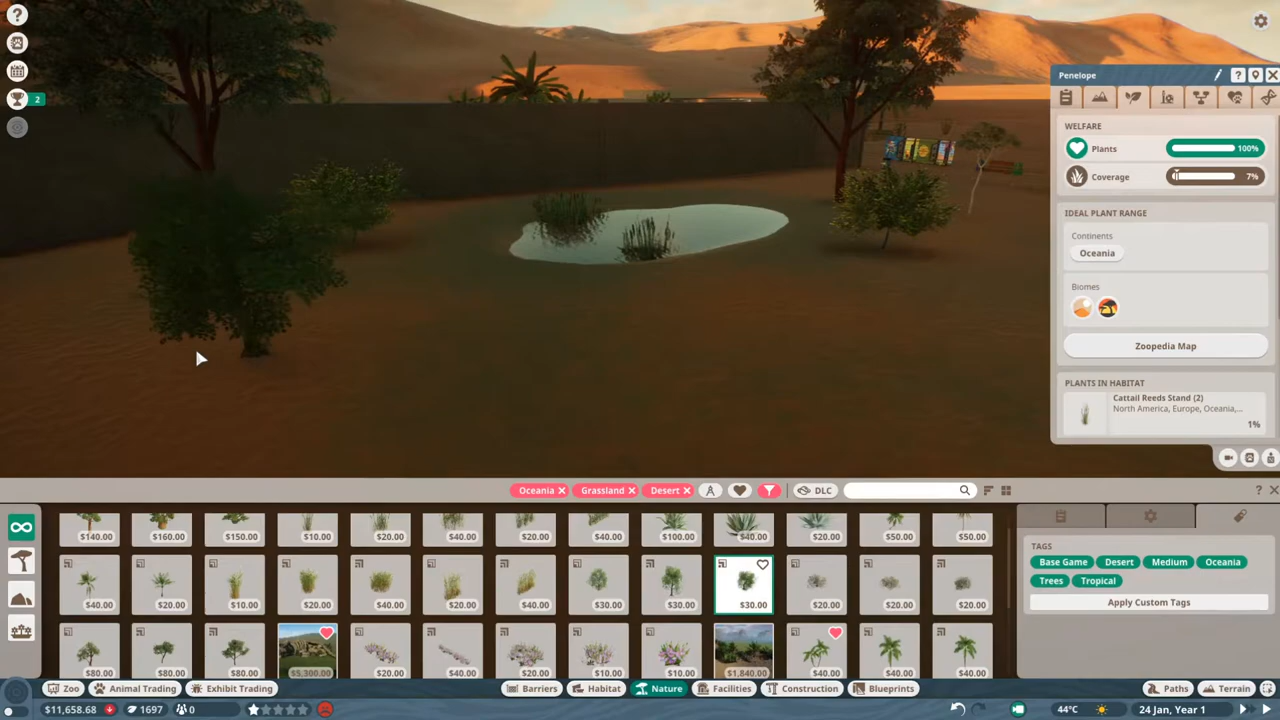 ?
2
Penelope
?
WELFARE
Plants
100%
Coverage
7%
IDEAL PLANT RANGE
Continents
Oceania
Biomes
Zoopedia Map
PLANTS IN HABITAT
Cattail Reeds Stand (2)
North America, Europe, Oceania,...
1%
Oceania
Grassland
Desert
DLC
?
$140.00 $160.00 $150.00 $10.00 $20.00 $40.00 $20.00 $40.00 $100.00 $40.00 $20.00 $50.00 $50.00
$40.00 $20.00 $10.00 $20.00 $40.00 $20.00 $40.00 $30.00 $30.00 $30.00 $20.00 $20.00 $20.00
$80.00 $80.00 $80.00 $5,300.00 $20.00 $40.00 $20.00 $10.00 $10.00 $1,840.00 $40.00 $40.00 $40.00
TAGS
Base Game Desert Medium Oceania
Trees Tropical
Apply Custom Tags
Zoo Animal Trading Exhibit Trading Barriers Habitat Nature Facilities Construction Blueprints Paths Terrain
$11,658.68 1697 0 44°C 24 Jan, Year 1